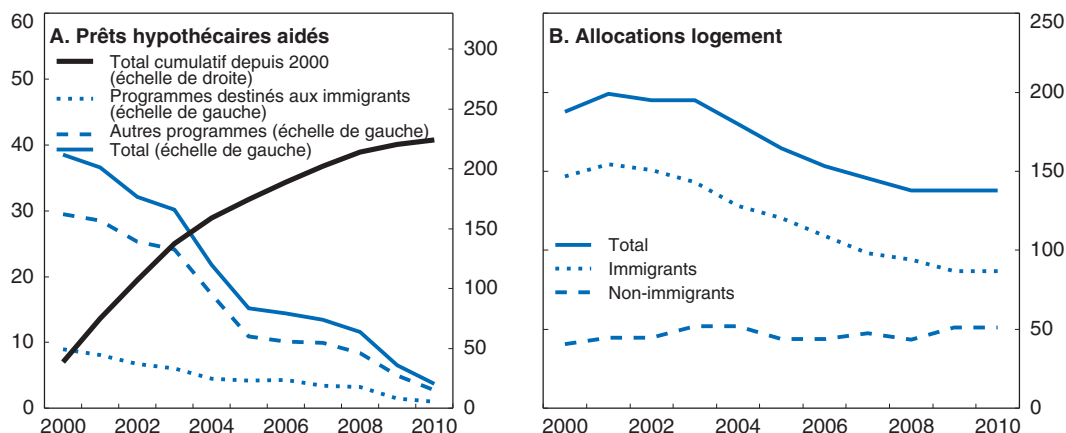 A. Prêts hypothécaires aidés
Total cumulatif depuis 2000
(échelle de droite)
Programmes destinés aux immigrants
(échelle de gauche)
Autres programmes (échelle de gauche)
Total (échelle de gauche)
60
50
40
30
20
10
0
300
250
200
150
100
50
0
2000 2002 2004 2006 2008 2010
B. Allocations logement
Total
Immigrants
Non-immigrants
250
200
150
100
50
0
2000 2002 2004 2006 2008 2010